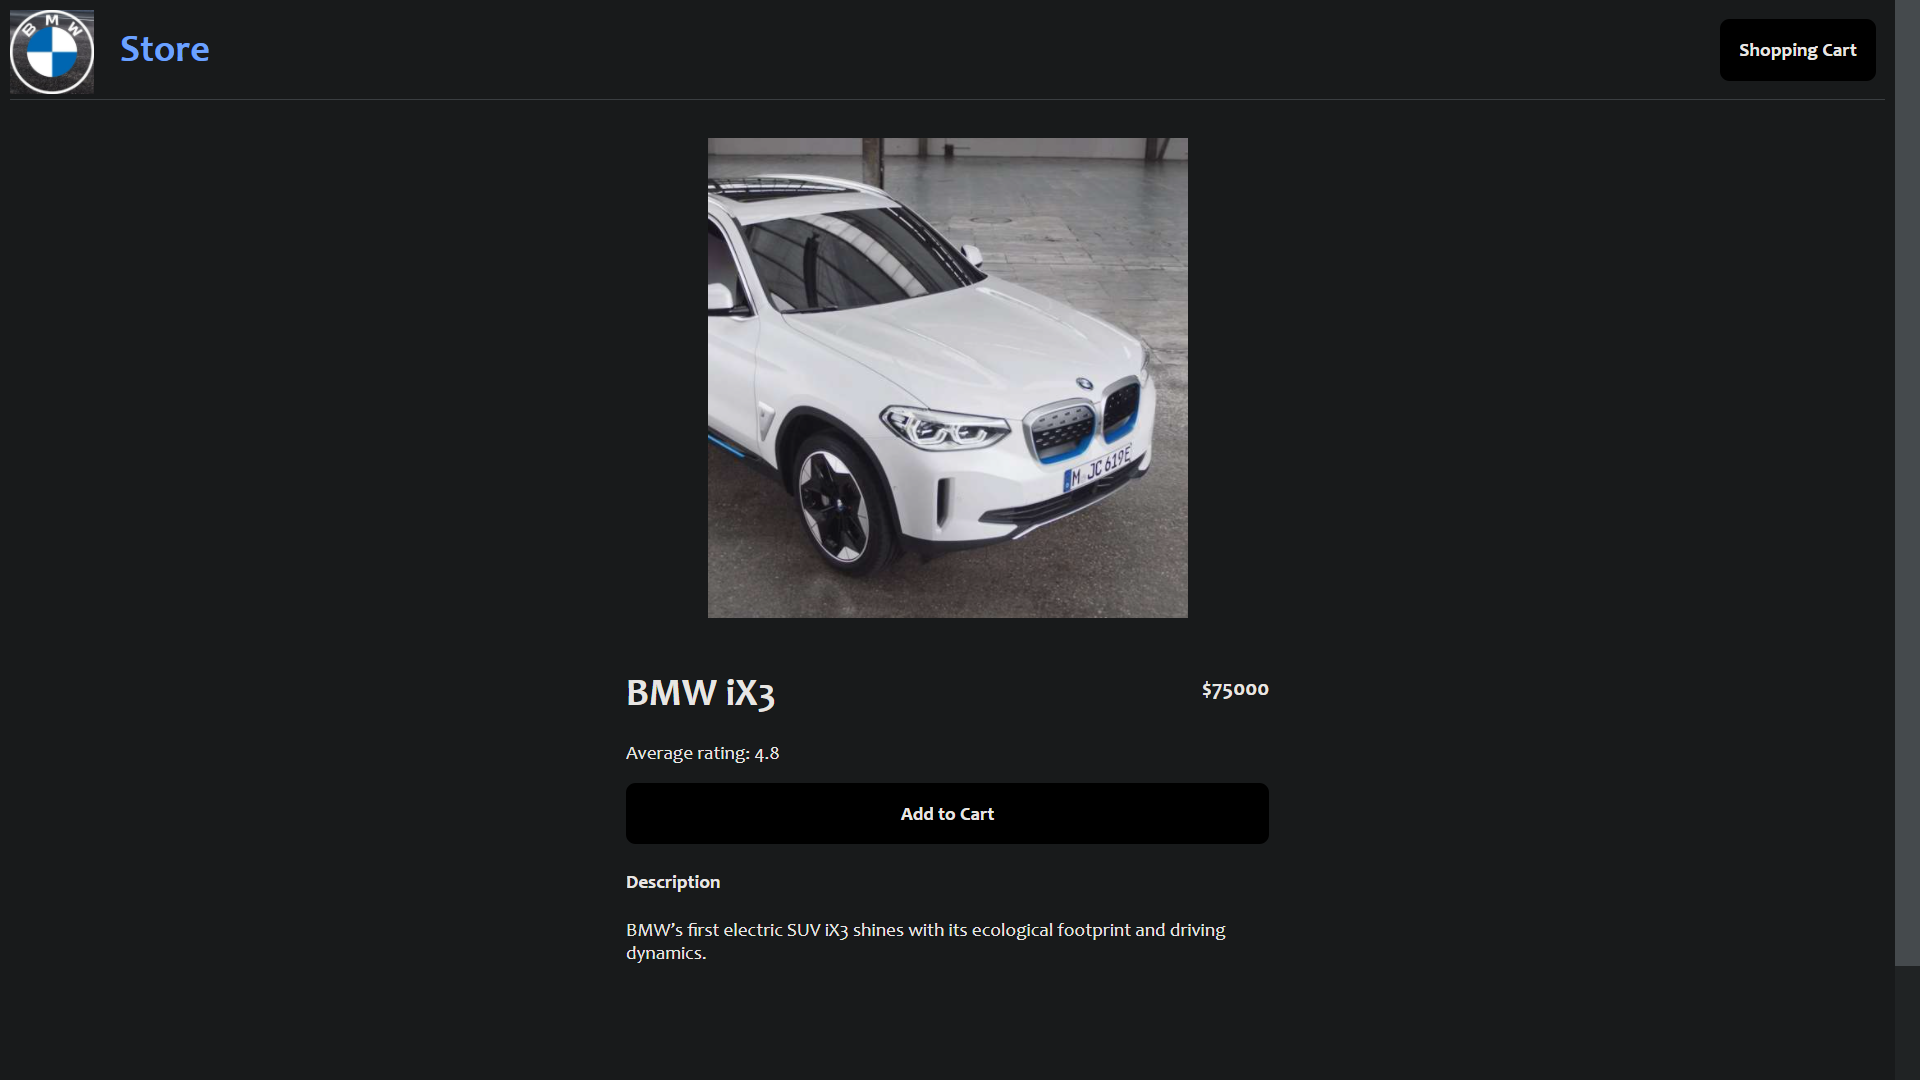 BMW
Store
Shopping Cart
M JC 619E
BMW iX3
$75000
Average rating: 4.8
Add to Cart
Description
BMW’s first electric SUV iX3 shines with its ecological footprint and driving
dynamics.